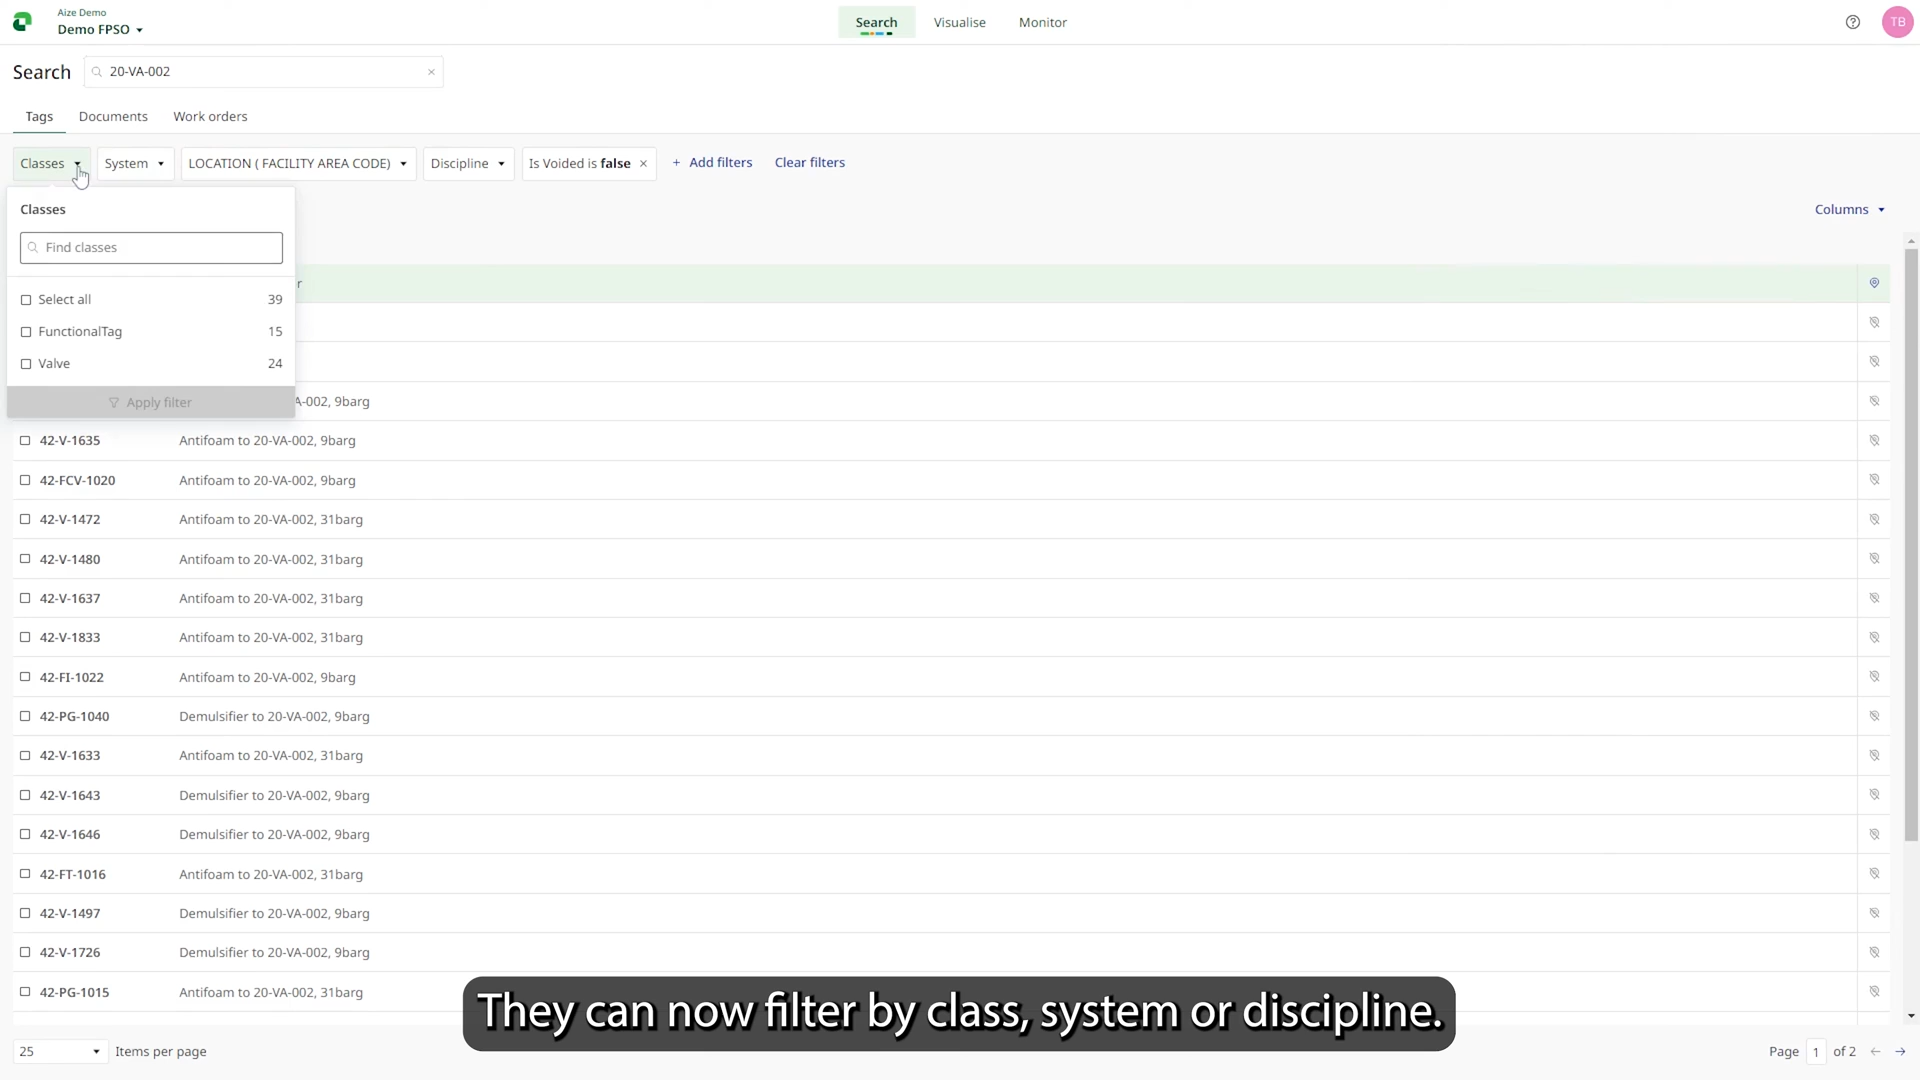 Aize Demo
Demo FPSO
Search
Visualise
Monitor
TB
Search
20-VA-002
Tags
Documents
Work orders
Classes
System
LOCATION ( FACILITY AREA CODE)
Discipline
Is Voided is false
+ Add filters
Clear filters
Classes
Columns
Find classes
Select all 39
r
FunctionalTag 15
Valve 24
Apply filter
A-002, 9barg
42-V-1635 Antifoam to 20-VA-002, 9barg
42-FCV-1020 Antifoam to 20-VA-002, 9barg
42-V-1472 Antifoam to 20-VA-002, 31barg
42-V-1480 Antifoam to 20-VA-002, 31barg
42-V-1637 Antifoam to 20-VA-002, 31barg
42-V-1833 Antifoam to 20-VA-002, 31barg
42-FI-1022 Antifoam to 20-VA-002, 9barg
42-PG-1040 Demulsifier to 20-VA-002, 9barg
42-V-1633 Antifoam to 20-VA-002, 31barg
42-V-1643 Demulsifier to 20-VA-002, 9barg
42-V-1646 Demulsifier to 20-VA-002, 9barg
42-FT-1016 Antifoam to 20-VA-002, 31barg
42-V-1497 Demulsifier to 20-VA-002, 9barg
42-V-1726 Demulsifier to 20-VA-002, 9barg
42-PG-1015 Antifoam to 20-VA-002, 31barg
They can now filter by class, system or discipline.
25 Items per page
Page 1 of 2